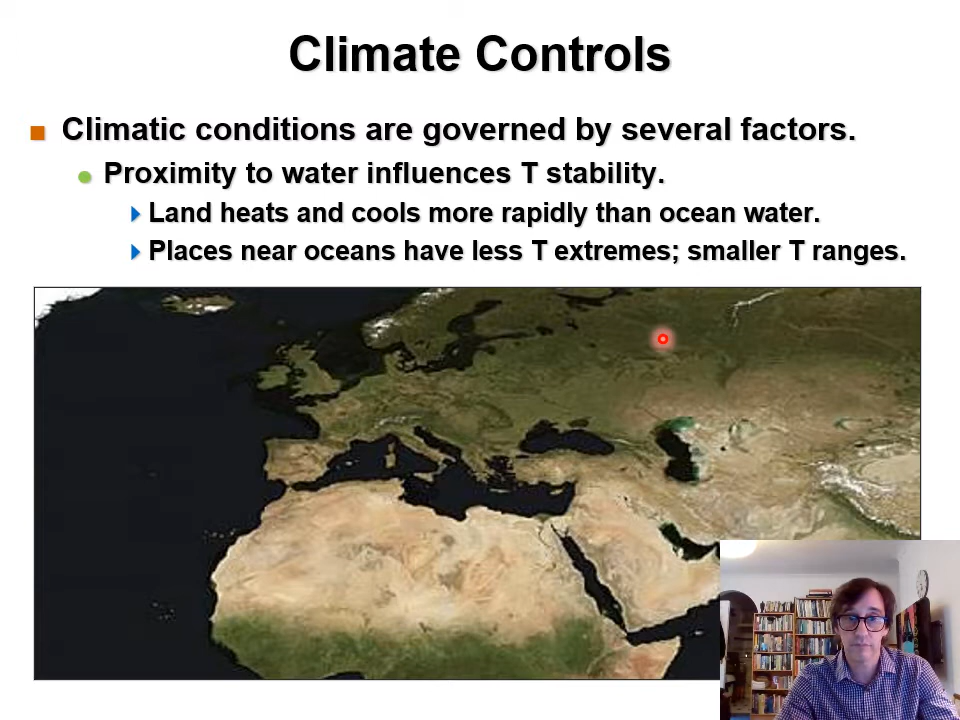 Climate Controls
Climatic conditions are governed by several factors.
Proximity to water influences T stability.
Land heats and cools more rapidly than ocean water.
Places near oceans have less T extremes; smaller T ranges.